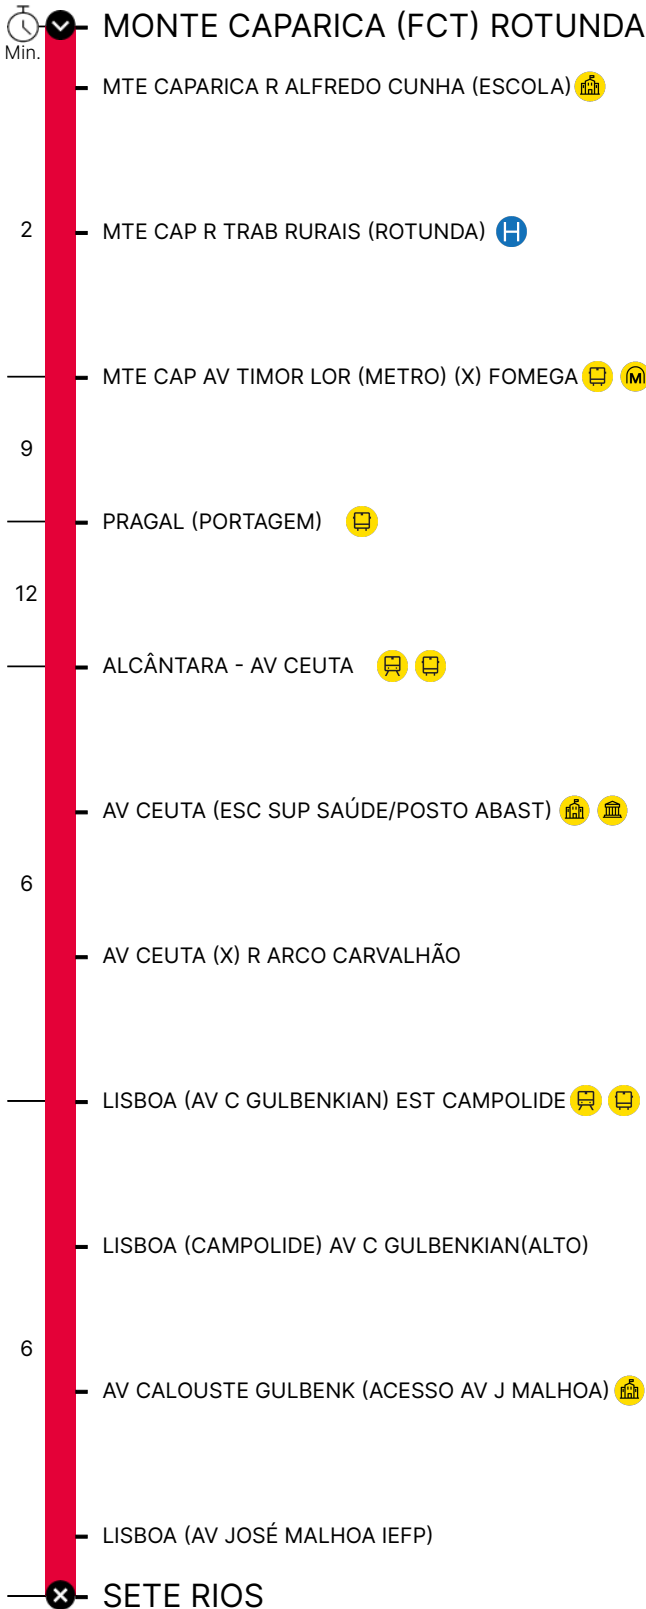 MONTE CAPARICA (FCT) ROTUNDA
Min.
MTE CAPARICA R ALFREDO CUNHA (ESCOLA)
2
MTE CAP R TRAB RURAIS (ROTUNDA) H
MTE CAP AV TIMOR LOR (METRO) (X) FOMEGA M
9
PRAGAL (PORTAGEM)
12
ALCÂNTARA - AV CEUTA
AV CEUTA (ESC SUP SAÚDE/POSTO ABAST)
6
AV CEUTA (X) R ARCO CARVALHÃO
LISBOA (AV C GULBENKIAN) EST CAMPOLIDE
LISBOA (CAMPOLIDE) AV C GULBENKIAN(ALTO)
6
AV CALOUSTE GULBENK (ACESSO AV J MALHOA)
LISBOA (AV JOSÉ MALHOA IEFP)
SETE RIOS